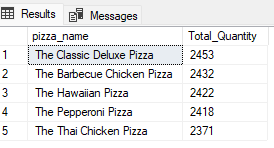 Results Messages
pizza_name Total_Quantity
1 The Classic Deluxe Pizza 2453
2 The Barbecue Chicken Pizza 2432
3 The Hawaiian Pizza 2422
4 The Pepperoni Pizza 2418
5 The Thai Chicken Pizza 2371